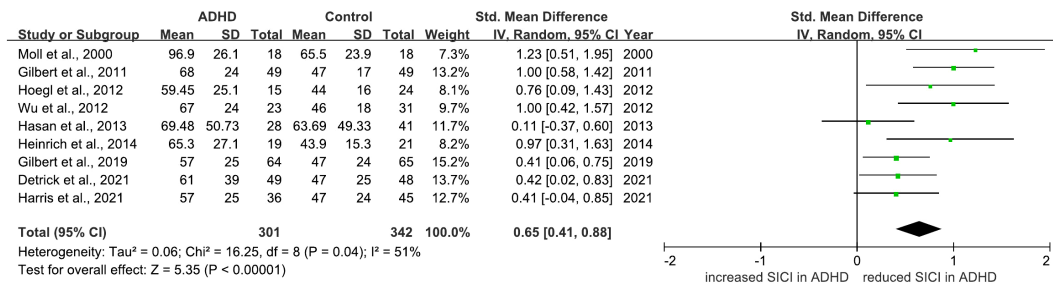 ADHD Control Std. Mean Difference Std. Mean Difference
Study or Subgroup Mean SD Total Mean SD Total Weight IV, Random, 95% CI Year IV, Random, 95% CI
Moll et al., 2000 96.9 26.1 18 65.5 23.9 18 7.3% 1.23 [0.51, 1.95] 2000
Gilbert et al., 2011 68 24 49 47 17 49 13.2% 1.00 [0.58, 1.42] 2011
Hoegl et al., 2012 59.45 25.1 15 44 16 24 8.1% 0.76 [0.09, 1.43] 2012
Wu et al., 2012 67 24 23 46 18 31 9.7% 1.00 [0.42, 1.57] 2012
Hasan et al., 2013 69.48 50.73 28 63.69 49.33 41 11.7% 0.11 [-0.37, 0.60] 2013
Heinrich et al., 2014 65.3 27.1 19 43.9 15.3 21 8.2% 0.97 [0.31, 1.63] 2014
Gilbert et al., 2019 57 25 64 47 24 65 15.4% 0.41 [0.06, 0.75] 2019
Detrick et al., 2021 61 39 49 47 25 48 13.7% 0.42 [0.02, 0.83] 2021
Harris et al., 2021 57 25 36 47 24 45 12.7% 0.41 [-0.04, 0.85] 2021
Total (95% CI) 301 342 100.0% 0.65 [0.41, 0.88]
Heterogeneity: Tau² = 0.06; Chi² = 16.25, df = 8 (P = 0.04); I² = 51%
Test for overall effect: Z = 5.35 (P < 0.00001)
-2 -1 0 1 2
increased SICI in ADHD reduced SICI in ADHD